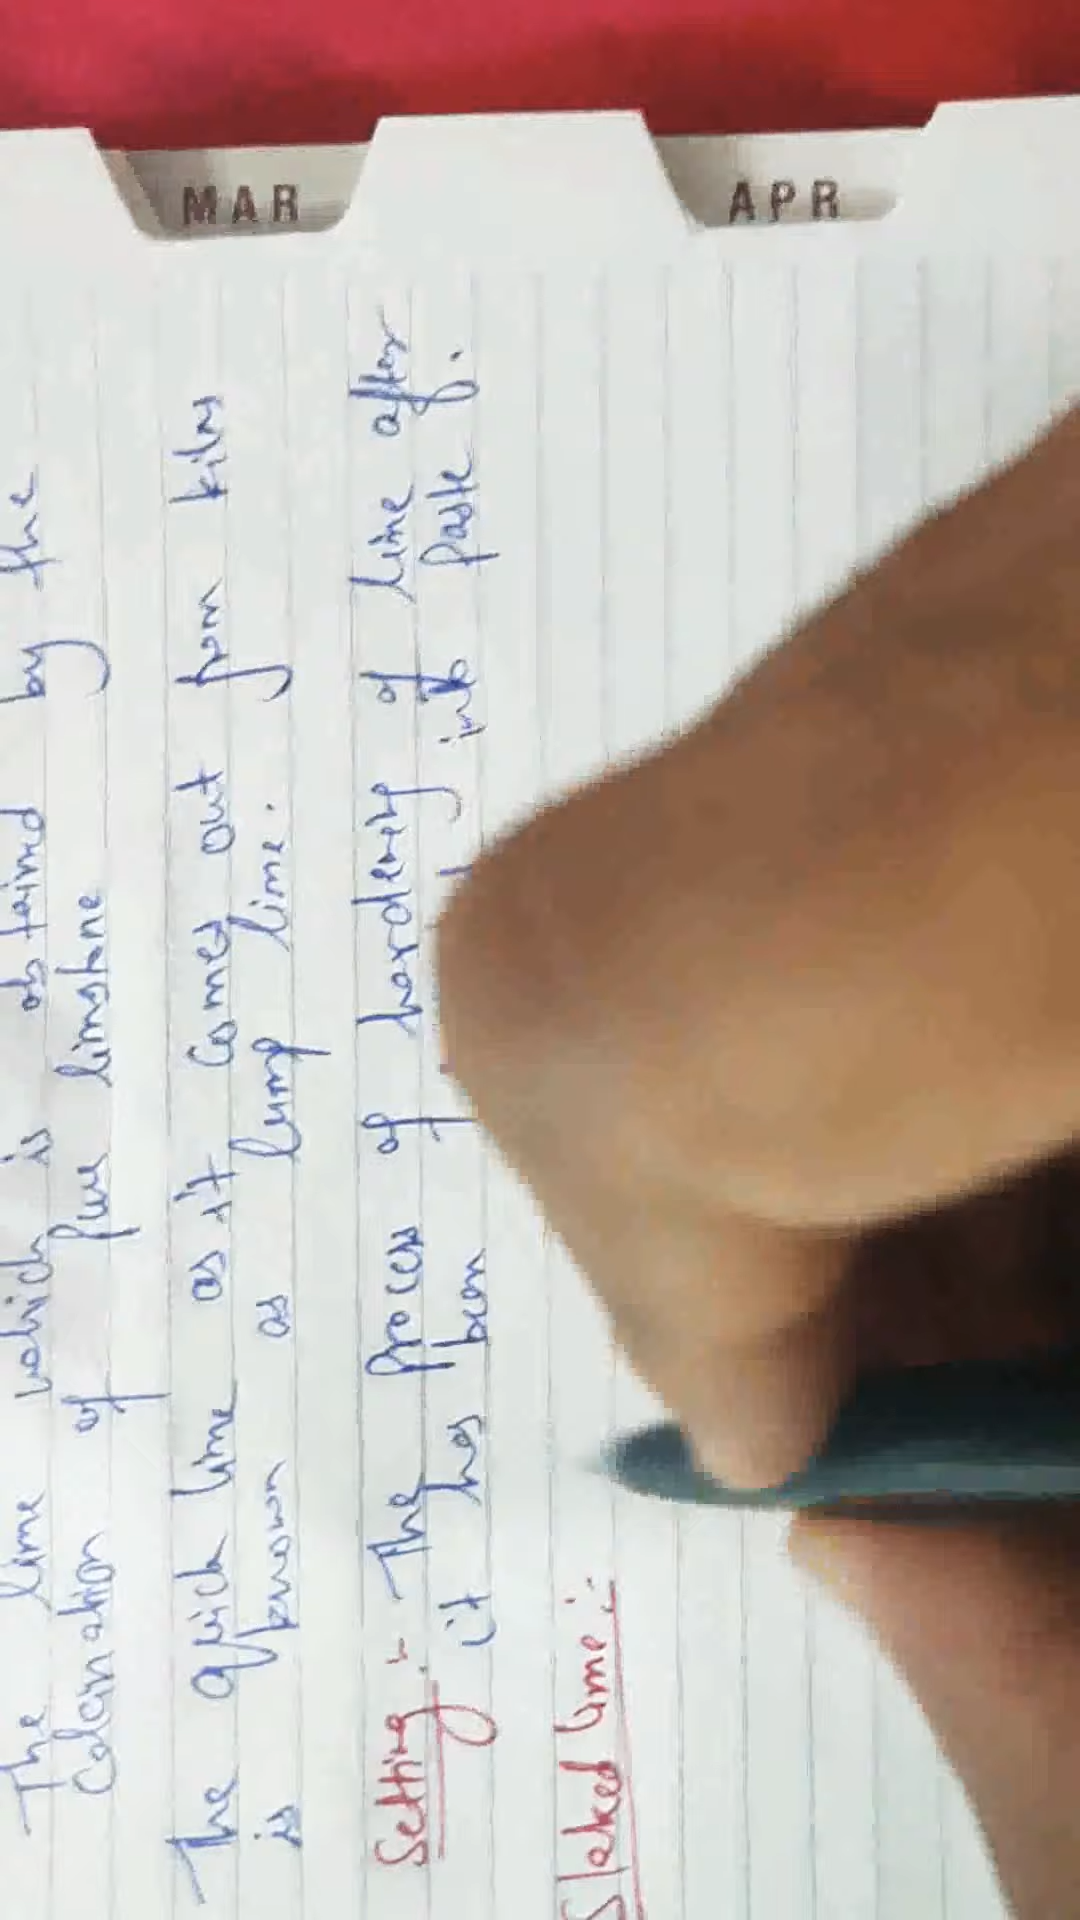 MAR
APR
The lime which is obtained by the
Calcination of pure limestone
The quick lime as it comes out from kilns
is known as lump lime.
Setting :- The process of hardening of lime after
it has been into paste
Slaked lime :-